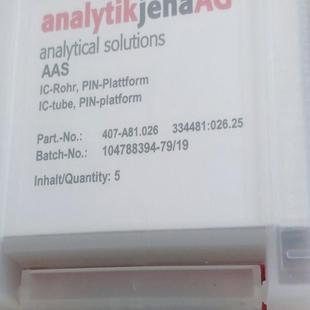 analytikjenaAG
analytical solutions
AAS
IC-Rohr, PIN-Plattform
IC-tube, PIN-platform
Part.-No.: 407-A81.026 334481:026.25
Batch-No.: 104788394-79/19
Inhalt/Quantity: 5